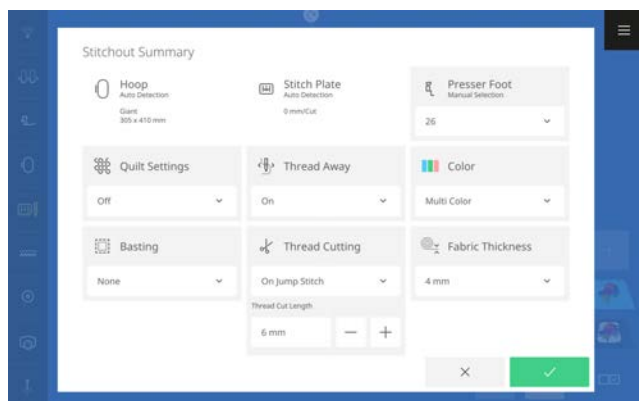 Stitchout Summary
Hoop
Auto Detection
Giant
305 x 410 mm
Stitch Plate
Auto Detection
0 mm/Cut
Presser Foot
Manual Selection
26
Quilt Settings
Off
Thread Away
On
Color
Multi Color
Basting
None
Thread Cutting
On Jump Stitch
Thread Cut Length
6 mm
Fabric Thickness
4 mm